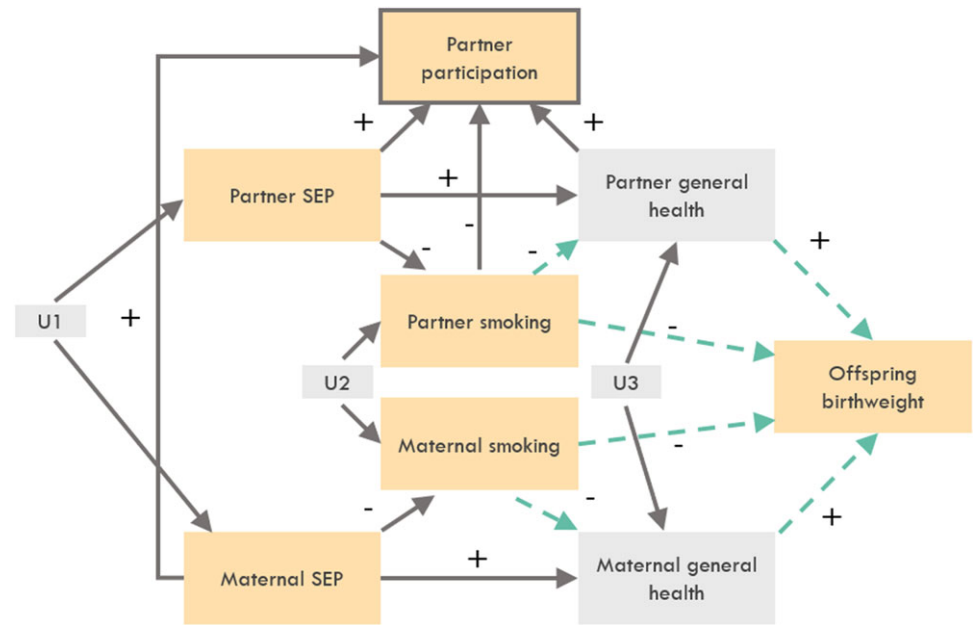 Partner
participation
+
+
Partner SEP
+
Partner general
health
-
-
-
+
U1
+
Partner smoking
-
U2
U3
Offspring
birthweight
Maternal smoking
-
-
-
+
Maternal SEP
+
Maternal general
health